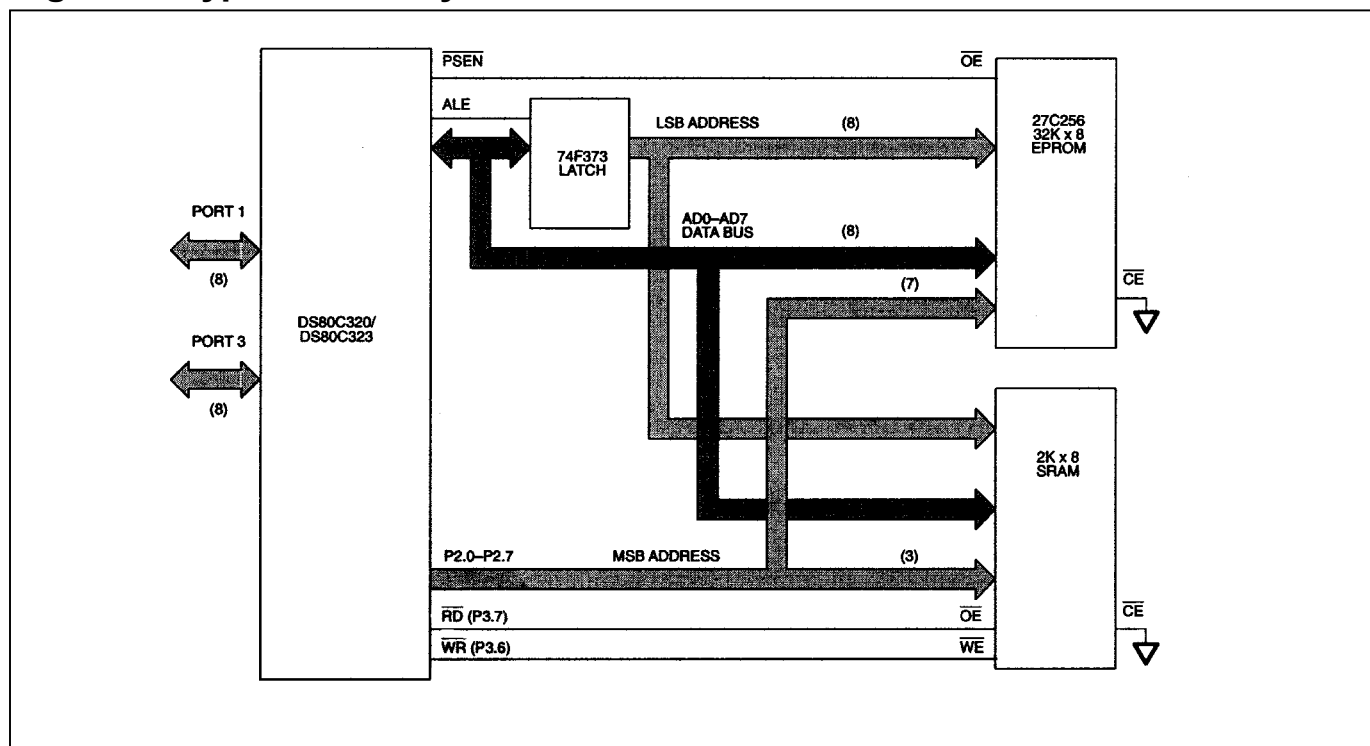 PSEN
OE
ALE
LSB ADDRESS
(8)
27C256
32K x 8
EPROM
74F373
LATCH
PORT 1
(8)
AD0–AD7
DATA BUS
(8)
(7)
CE
DS80C320/
DS80C323
PORT 3
(8)
2K x 8
SRAM
P2.0–P2.7
MSB ADDRESS
(3)
RD (P3.7)
OE
CE
WR (P3.6)
WE